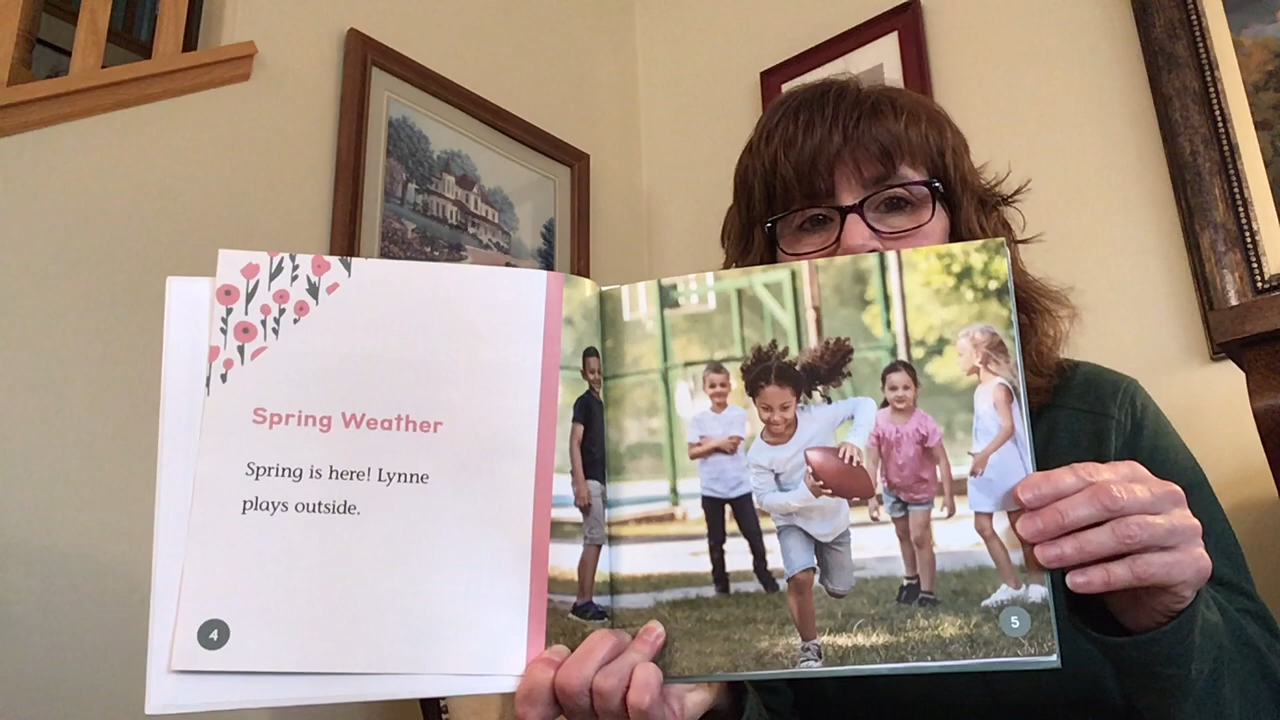 Spring Weather
Spring is here! Lynne
plays outside.
4
5